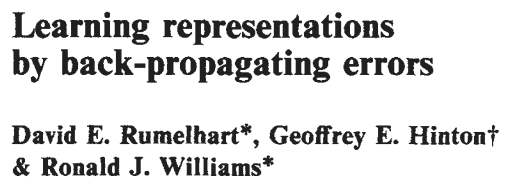 Learning representations
by back-propagating errors
David E. Rumelhart*, Geoffrey E. Hinton†
& Ronald J. Williams*